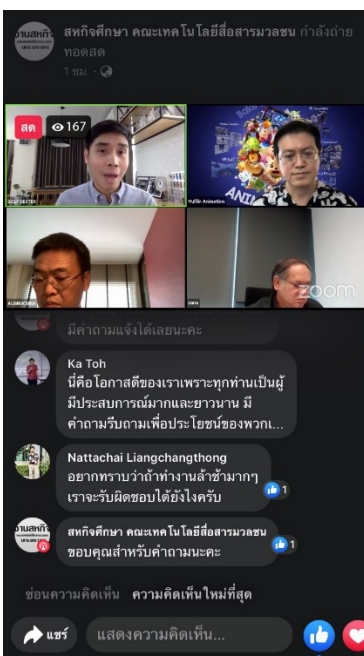 สหกิจศึกษา คณะเทคโนโลยีสื่อสารมวลชน กำลังถ่าย
ทอดสด
1 ชม.
สด
167
Muffin Animation
zoom
มีคำถามแจ้งได้เลยนะคะ
Ka Toh
นี่คือโอกาสดีของเราเพราะทุกท่านเป็นผู้
มีประสบการณ์มากและยาวนาน มี
คำถามรีบถามเพื่อประโยชน์ของพวกเ...
Nattachai Liangchangthong
อยากทราบว่าถ้าทำงานล้าช้ามากๆ
เราจะรับผิดชอบได้ยังไงครับ
1
สหกิจศึกษา คณะเทคโนโลยีสื่อสารมวลชน
ขอบคุณสำหรับคำถามนะคะ
1
ซ่อนความคิดเห็น ความคิดเห็นใหม่ที่สุด
แชร์
แสดงความคิดเห็น...